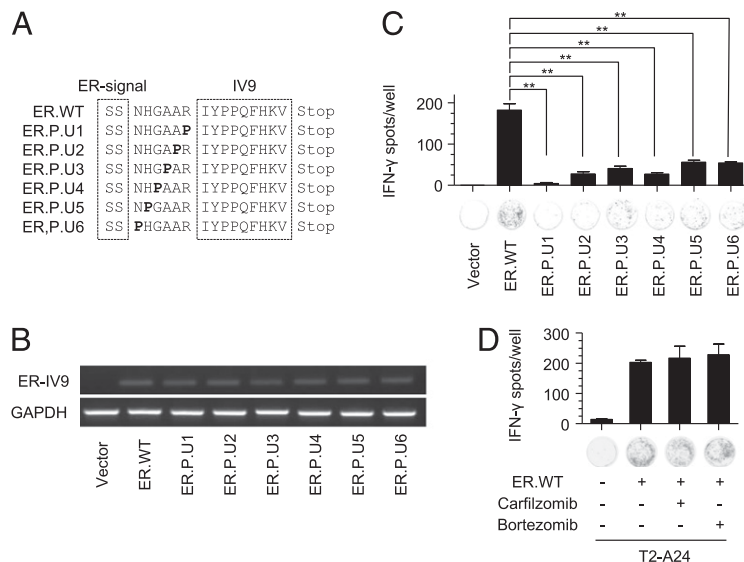 A
ER-signal IV9
ER.WT SS NHGAAR IYPPQFHKV Stop
ER.P.U1 SS NHGAAP IYPPQFHKV Stop
ER.P.U2 SS NHGAPR IYPPQFHKV Stop
ER.P.U3 SS NHGPAR IYPPQFHKV Stop
ER.P.U4 SS NHPAAR IYPPQFHKV Stop
ER.P.U5 SS NPGAAR IYPPQFHKV Stop
ER,P.U6 SS PHGAAR IYPPQFHKV Stop
B
ER-IV9
GAPDH
Vector ER.WT ER.P.U1 ER.P.U2 ER.P.U3 ER.P.U4 ER.P.U5 ER.P.U6
C
**
**
**
**
**
**
IFN-γ spots/well
200
100
0
Vector ER.WT ER.P.U1 ER.P.U2 ER.P.U3 ER.P.U4 ER.P.U5 ER.P.U6
D
IFN-γ spots/well
300
200
100
0
ER.WT - + + +
Carfilzomib - - + -
Bortezomib - - - +
T2-A24